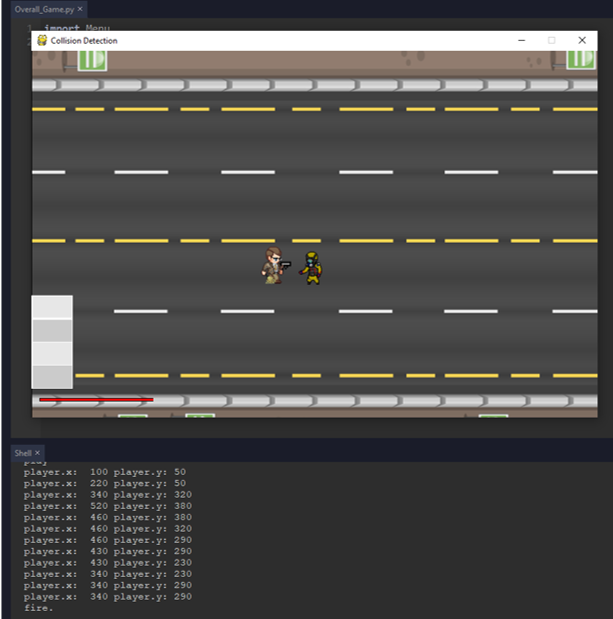 Overall_Game.py ×
1 import Menu
Collision Detection
Shell ×
play
player.x:  100 player.y: 50
player.x:  220 player.y: 50
player.x:  340 player.y: 320
player.x:  520 player.y: 380
player.x:  460 player.y: 380
player.x:  460 player.y: 320
player.x:  460 player.y: 290
player.x:  430 player.y: 290
player.x:  430 player.y: 230
player.x:  340 player.y: 230
player.x:  340 player.y: 290
player.x:  340 player.y: 290
fire.